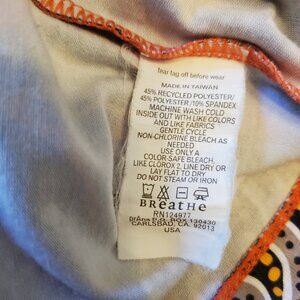 tear tag off before wear
MADE IN TAIWAN
45% RECYCLED POLYESTER/
45% POLYESTER/10% SPANDEX
MACHINE WASH COLD
INSIDE OUT WITH LIKE COLORS
AND LIKE FABRICS
GENTLE CYCLE
NON-CHLORINE BLEACH AS
NEEDED
USE ONLY A
COLOR-SAFE BLEACH,
LIKE CLOROX 2, LINE DRY OR
LAY FLAT TO DRY
DO NOT STEAM OR IRON
BREATHE
RN124977
P.O. BOX 130430
CARLSBAD, CA. 92013
USA